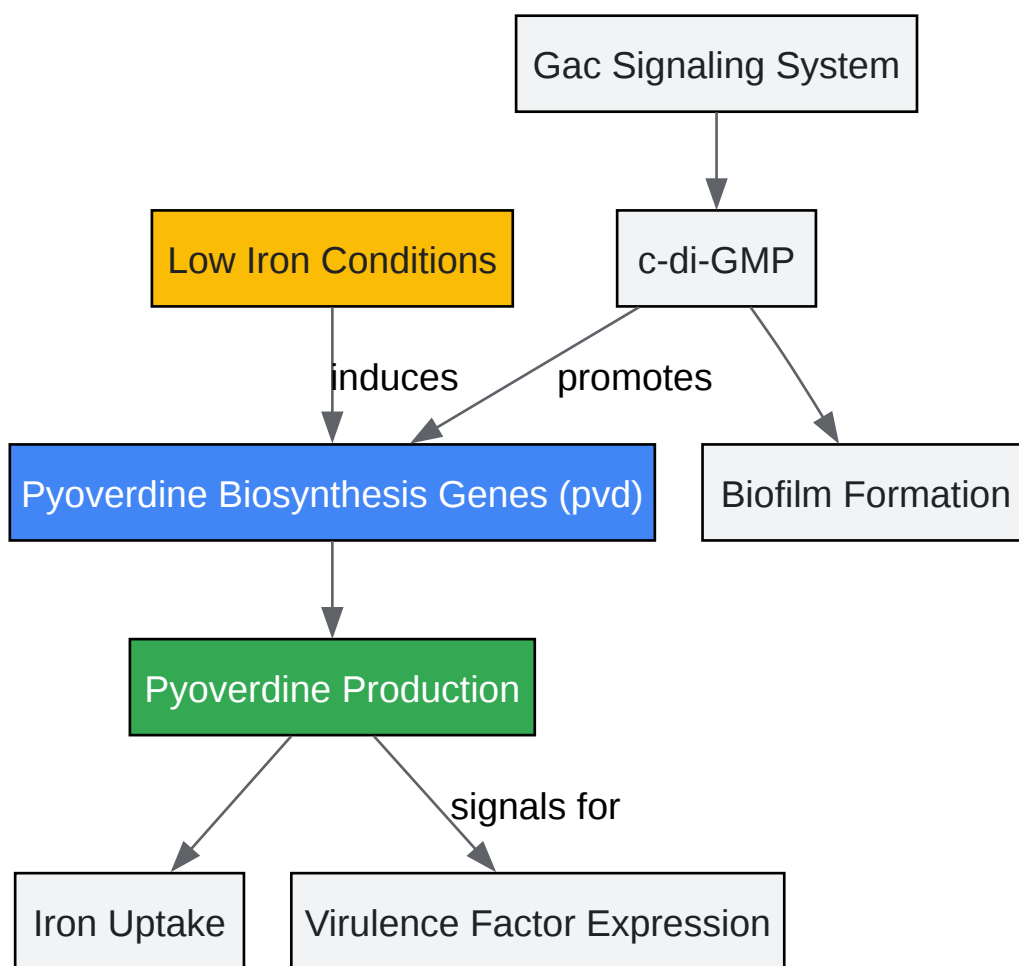 Gac Signaling System
Low Iron Conditions
c-di-GMP
induces
promotes
Pyoverdine Biosynthesis Genes (pvd)
Biofilm Formation
Pyoverdine Production
signals for
Iron Uptake
Virulence Factor Expression